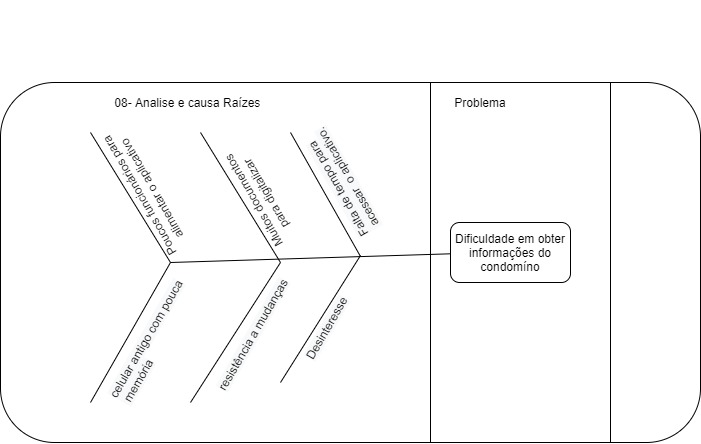 08- Analise e causa Raízes
Problema
Poucos funcionários para
alimentar o aplicativo
Muitos documentos
para digitalizar
Falta de tempo para
acessar o aplicativo.
Dificuldade em obter
informações do
condomíno
celular antigo com pouca
memória
resistência a mudanças
Desinteresse